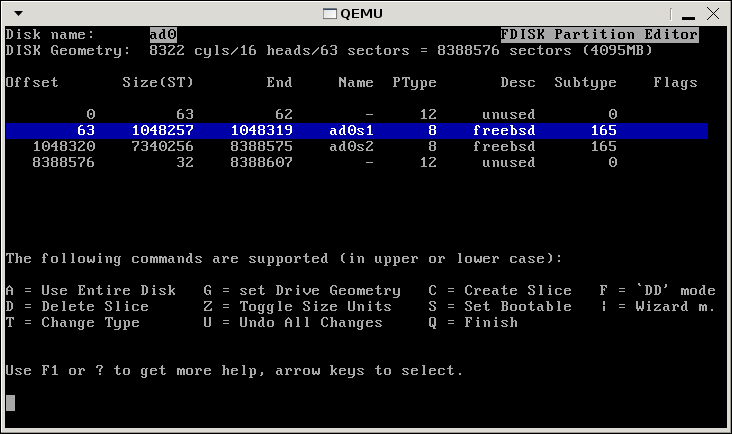 QEMU
Disk name:      ad0                                    FDISK Partition Editor
DISK Geometry:  8322 cyls/16 heads/63 sectors = 8388576 sectors (4095MB)
Offset       Size(ST)        End     Name  PType       Desc  Subtype    Flags
         0         63         62        -     12     unused        0
        63    1048257    1048319    ad0s1      8    freebsd      165
   1048320    7340256    8388575    ad0s2      8    freebsd      165
   8388576         32    8388607        -     12     unused        0
The following commands are supported (in upper or lower case):
A = Use Entire Disk   G = set Drive Geometry   C = Create Slice   F = `DD' mode
D = Delete Slice      Z = Toggle Size Units    S = Set Bootable   | = Wizard m.
T = Change Type       U = Undo All Changes     Q = Finish
Use F1 or ? to get more help, arrow keys to select.